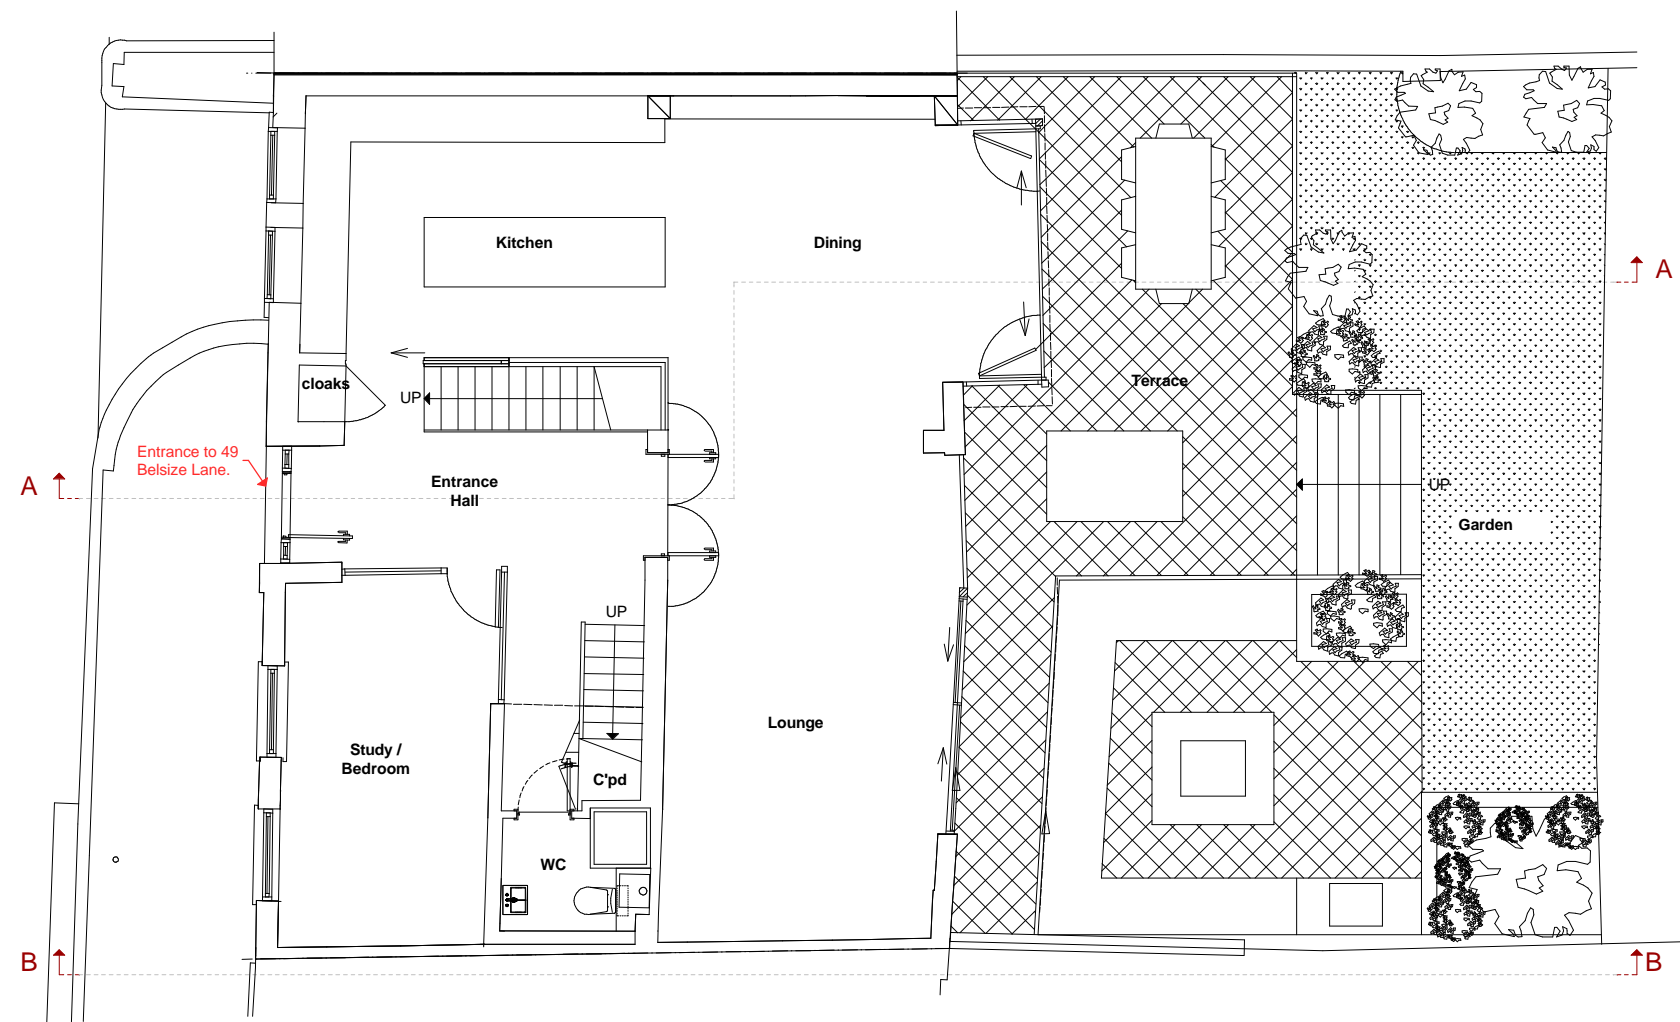 Kitchen
Dining
A
cloaks
UP
Terrace
Entrance to 49
Belsize Lane.
A
Entrance
Hall
UP
Garden
UP
Lounge
Study /
Bedroom
C'pd
WC
B
B